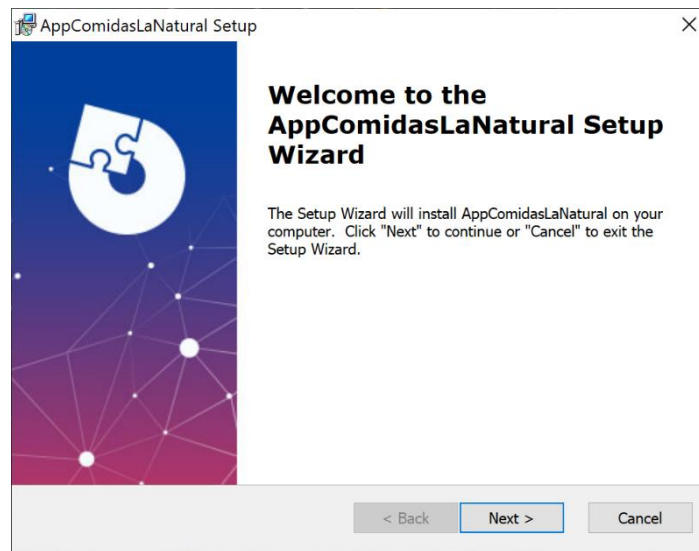 AppComidasLaNatural Setup
Welcome to the
AppComidasLaNatural Setup
Wizard
The Setup Wizard will install AppComidasLaNatural on your
computer. Click "Next" to continue or "Cancel" to exit the
Setup Wizard.
< Back
Next >
Cancel